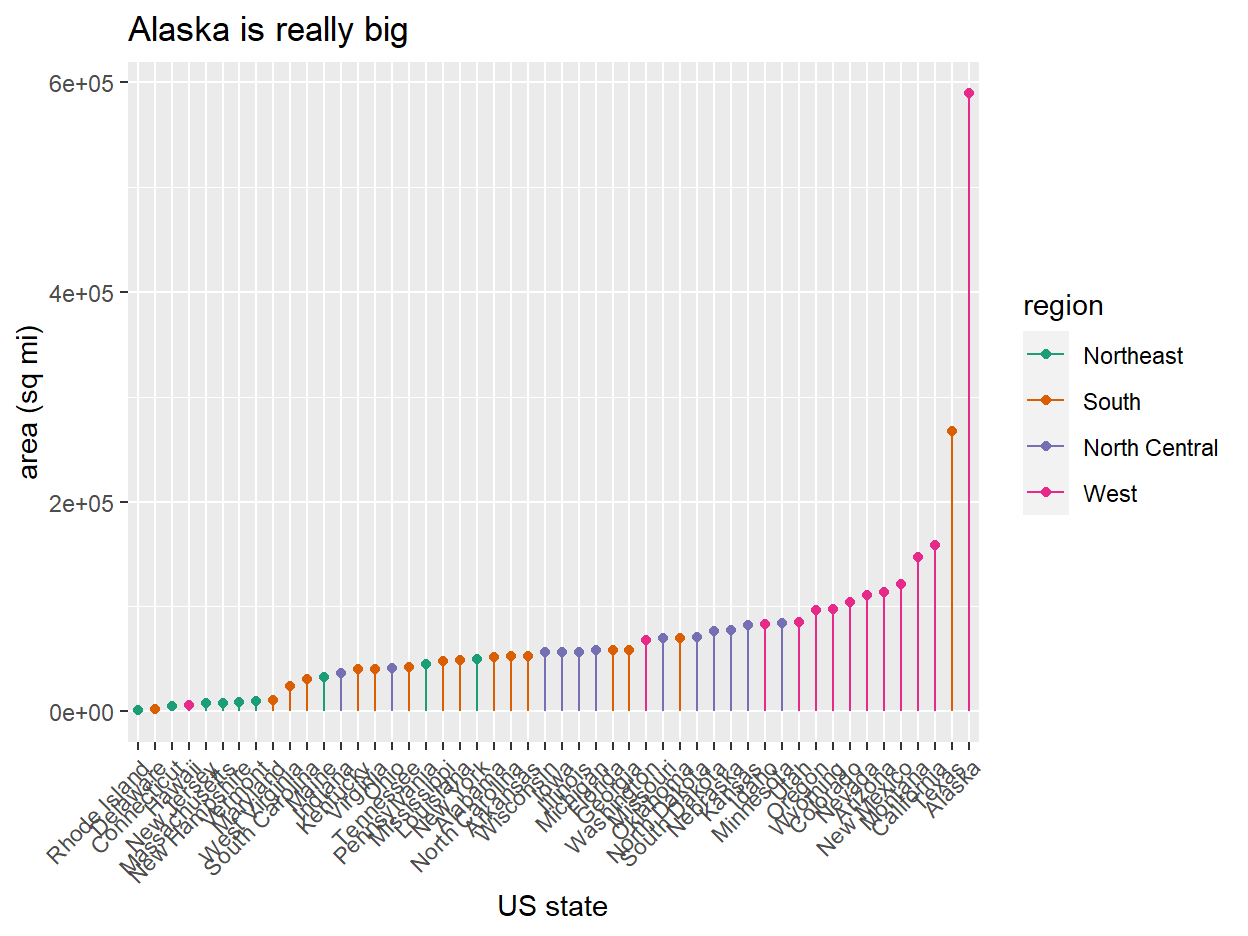 Alaska is really big
6e+05
4e+05
2e+05
0e+00
area (sq mi)
Rhode Island
Delaware
Connecticut
Hawaii
New Jersey
Massachusetts
New Hampshire
Vermont
Maryland
West Virginia
South Carolina
Maine
Indiana
Kentucky
Virginia
Ohio
Tennessee
Pennsylvania
Mississippi
Louisiana
New York
Alabama
North Carolina
Arkansas
Wisconsin
Iowa
Illinois
Michigan
Florida
Georgia
Washington
Missouri
Oklahoma
North Dakota
South Dakota
Nebraska
Kansas
Idaho
Minnesota
Utah
Oregon
Wyoming
Colorado
Nevada
Arizona
New Mexico
Montana
California
Texas
Alaska
US state
region
Northeast
South
North Central
West